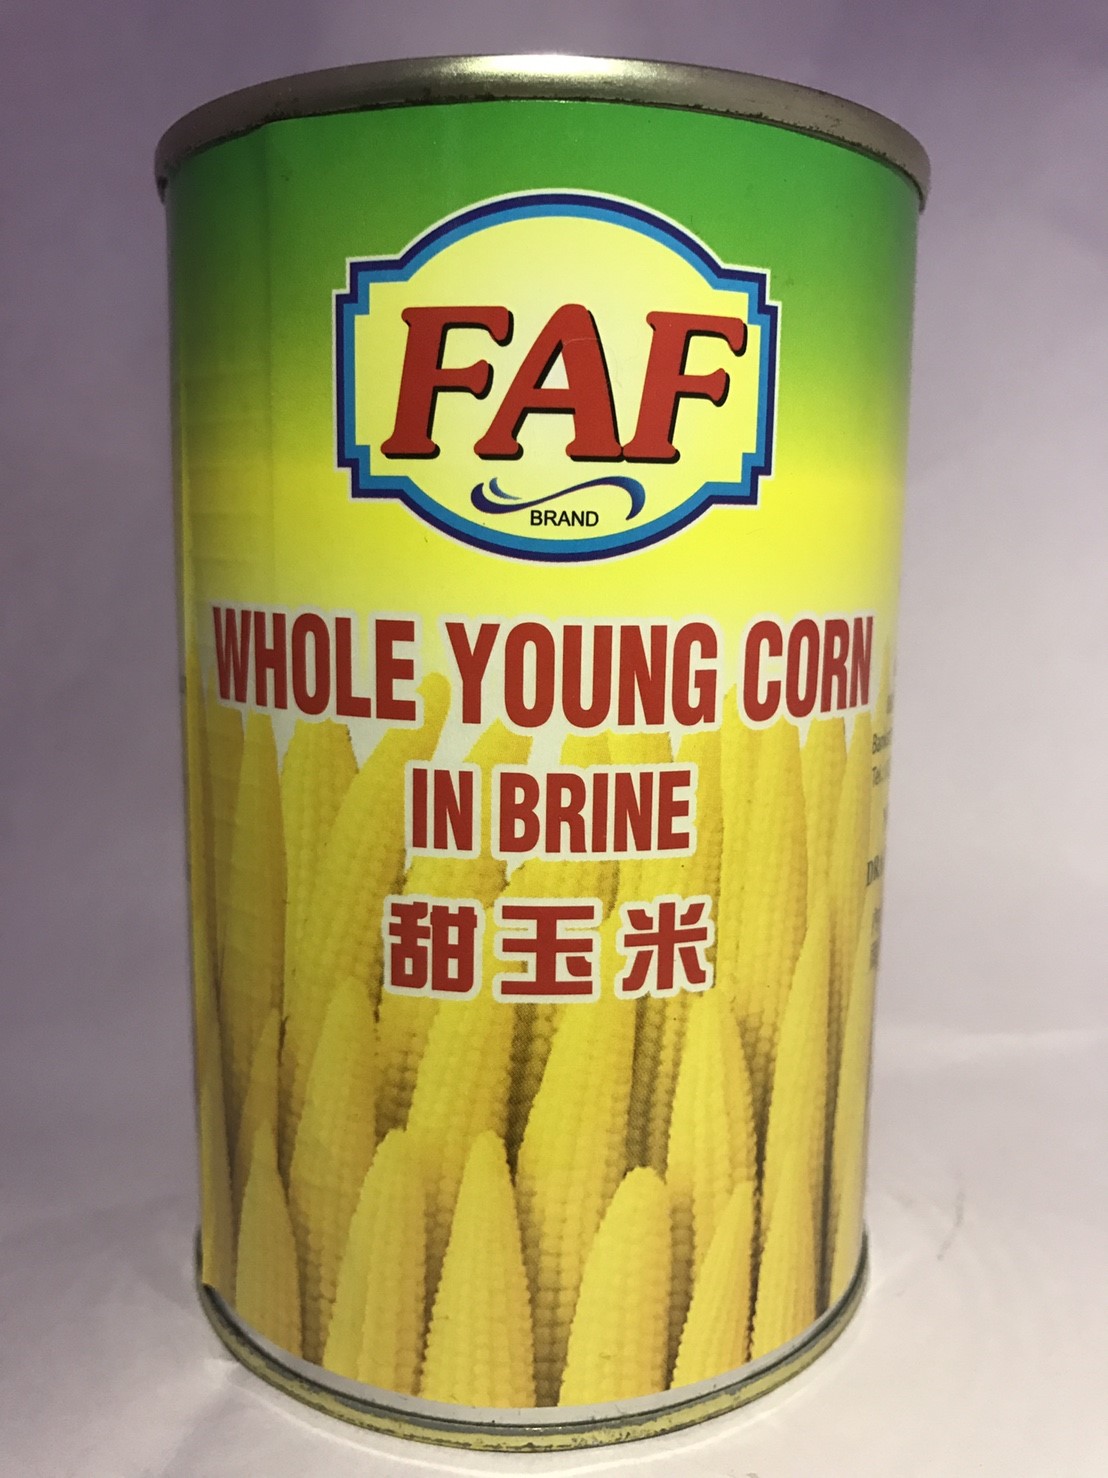 FAF
BRAND
WHOLE YOUNG CORN
IN BRINE
甜玉米